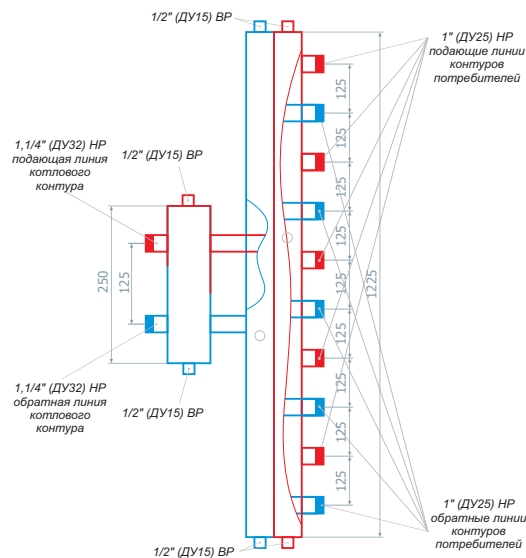 1/2" (ДУ15) ВР
1" (ДУ25) НР
подающие линии
контуров
потребителей
125
125
1,1/4" (ДУ32) НР
подающая линия
котлового
контура
1/2" (ДУ15) ВР
125
125
250
125
125
1225
125
125
1,1/4" (ДУ32) НР
обратная линия
котлового
контура
1/2" (ДУ15) ВР
125
125
1" (ДУ25) НР
обратные линии
контуров
потребителей
1/2" (ДУ15) ВР